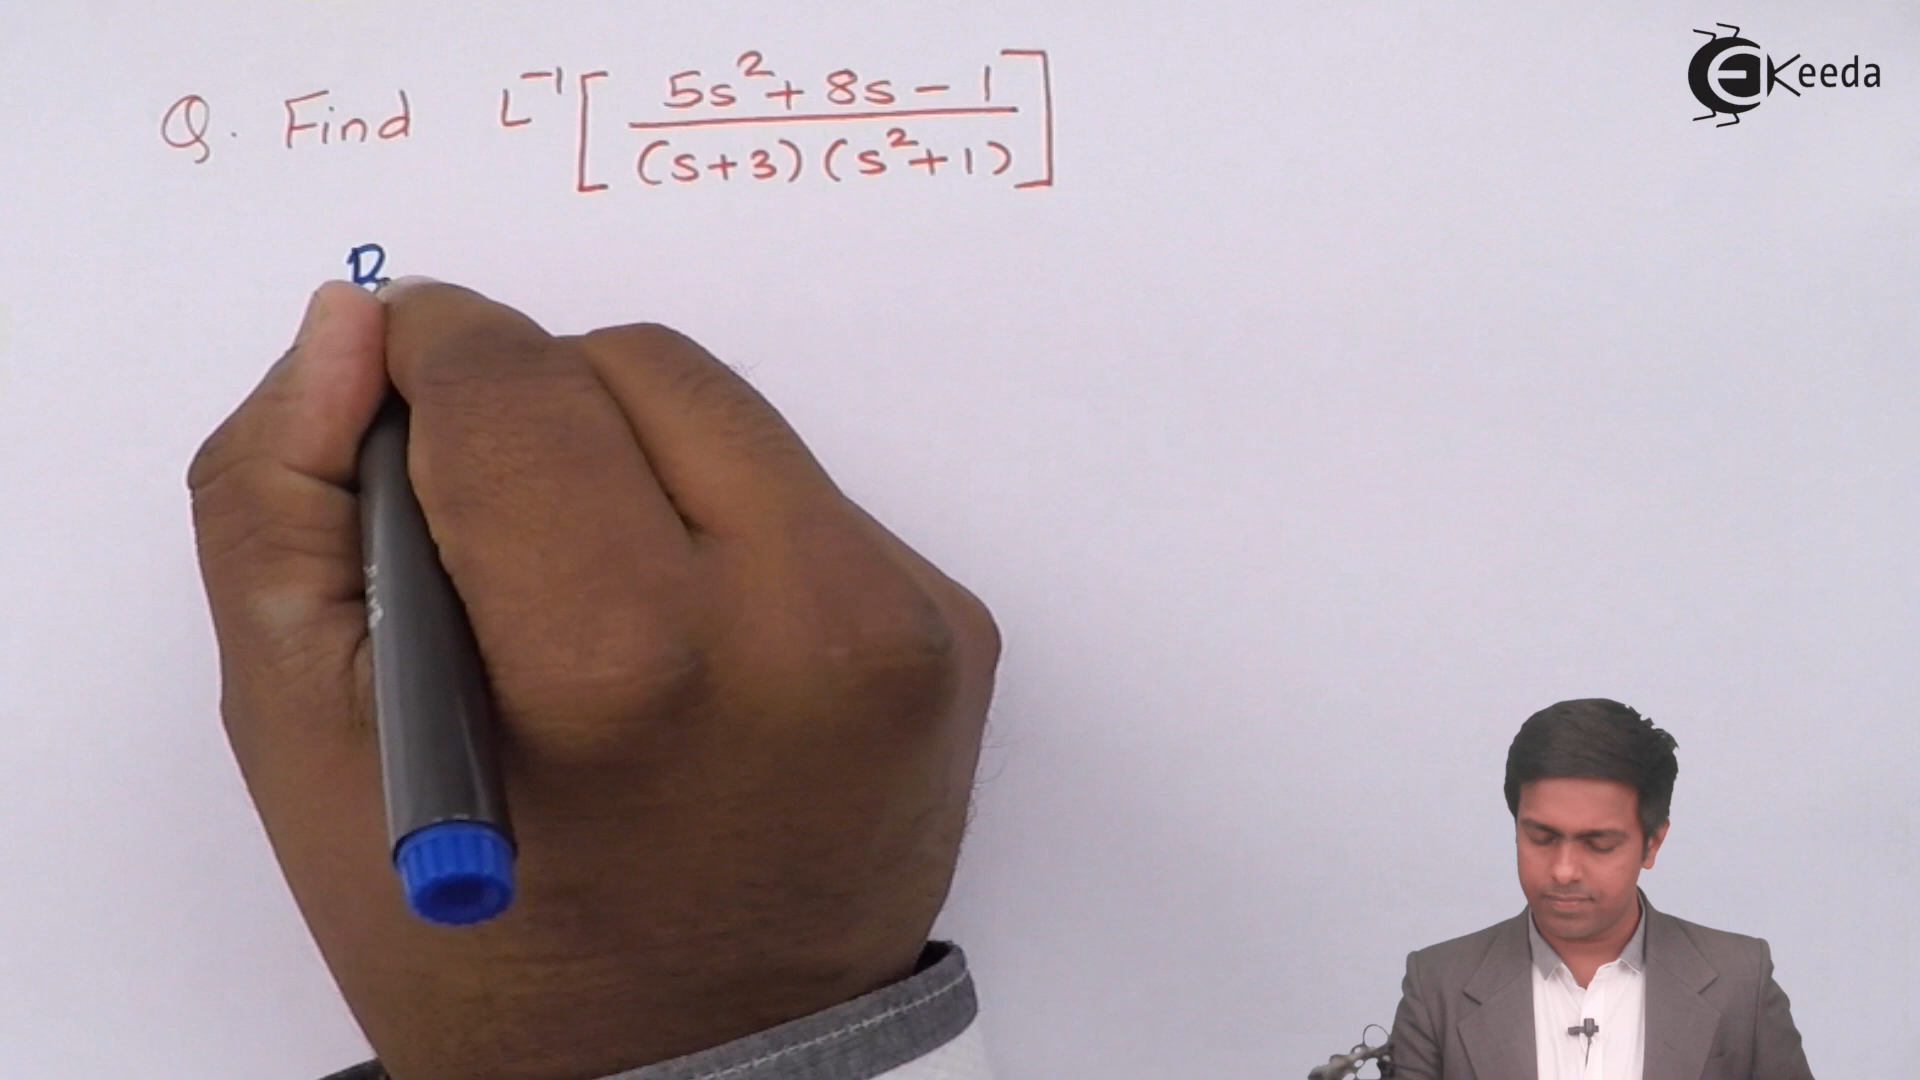 Keeda
Q. Find L⁻¹[ (5s² + 8s - 1) / ((s+3)(s²+1)) ]
B